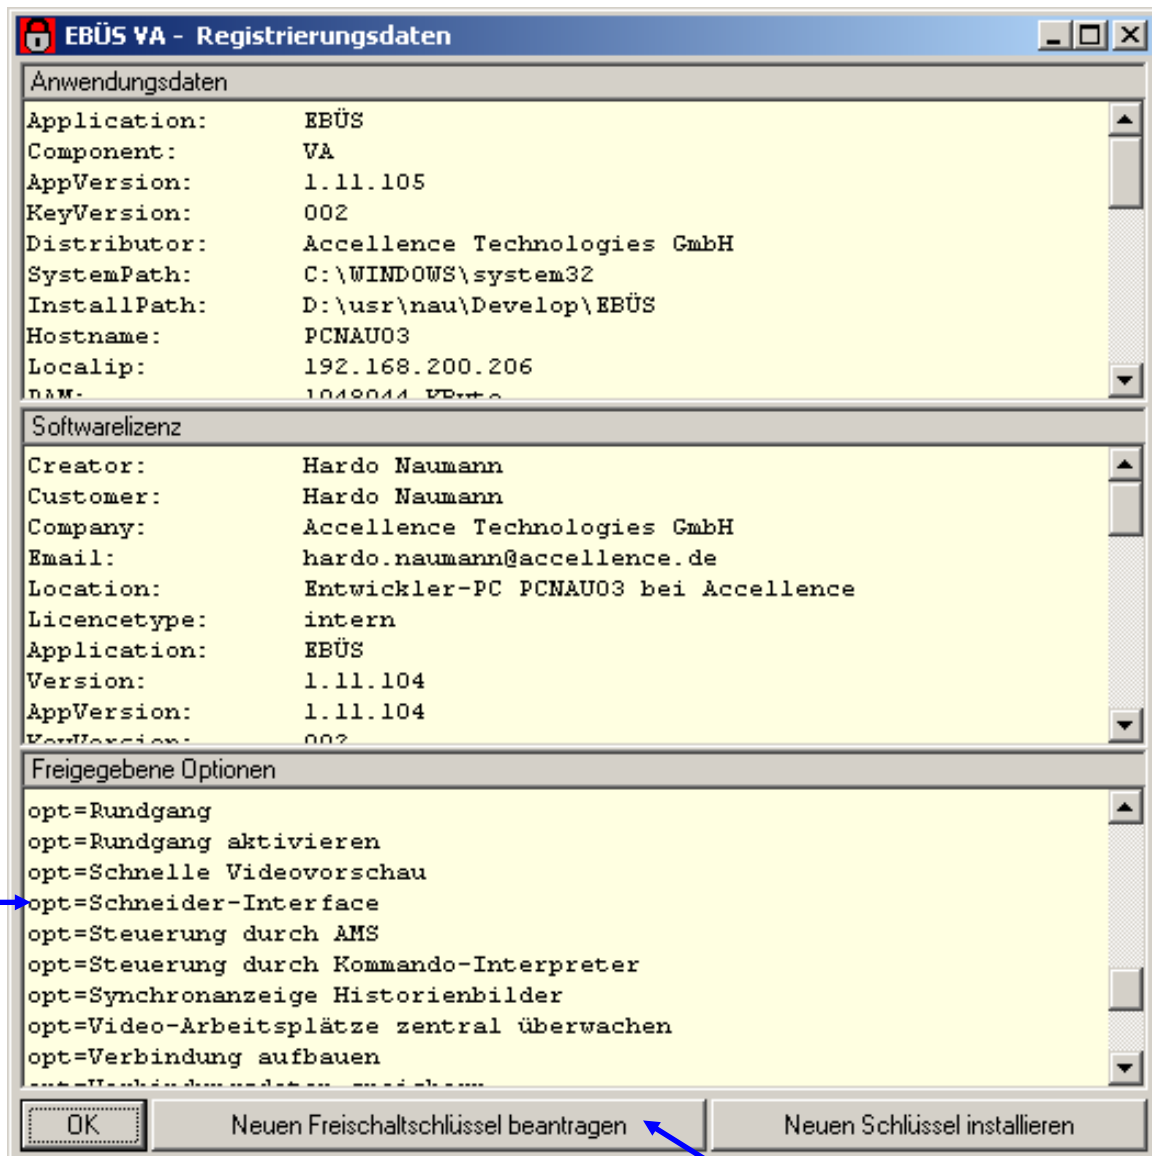 EBÜS VA - Registrierungsdaten
Anwendungsdaten
Application: EBÜS
Component: VA
AppVersion: 1.11.105
KeyVersion: 002
Distributor: Accellence Technologies GmbH
SystemPath: C:\WINDOWS\system32
InstallPath: D:\usr\nau\Develop\EBÜS
Hostname: PCNAU03
Localip: 192.168.200.206
RAM: 1048044 KByte
Softwarelizenz
Creator: Hardo Naumann
Customer: Hardo Naumann
Company: Accellence Technologies GmbH
Email: hardo.naumann@accellence.de
Location: Entwickler-PC PCNAU03 bei Accellence
Licencetype: intern
Application: EBÜS
Version: 1.11.104
AppVersion: 1.11.104
KeyVersion: 002
Freigegebene Optionen
opt=Rundgang
opt=Rundgang aktivieren
opt=Schnelle Videovorschau
opt=Schneider-Interface
opt=Steuerung durch AMS
opt=Steuerung durch Kommando-Interpreter
opt=Synchronanzeige Historienbilder
opt=Video-Arbeitsplätze zentral überwachen
opt=Verbindung aufbauen
OK Neuen Freischaltschlüssel beantragen Neuen Schlüssel installieren